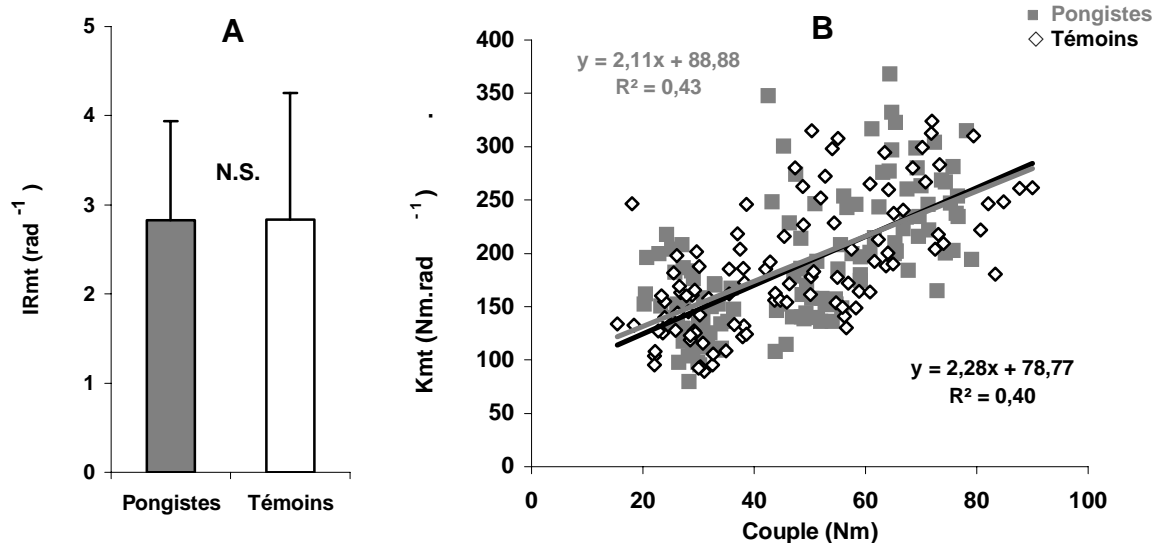 A
5
4
3
2
1
0
IRmt (rad -1)
N.S.
Pongistes
Témoins
B
Pongistes
Témoins
y = 2,11x + 88,88
R² = 0,43
400
350
300
250
200
150
100
50
0
Kmt (Nm.rad -1) .
y = 2,28x + 78,77
R² = 0,40
0
20
40
60
80
100
Couple (Nm)